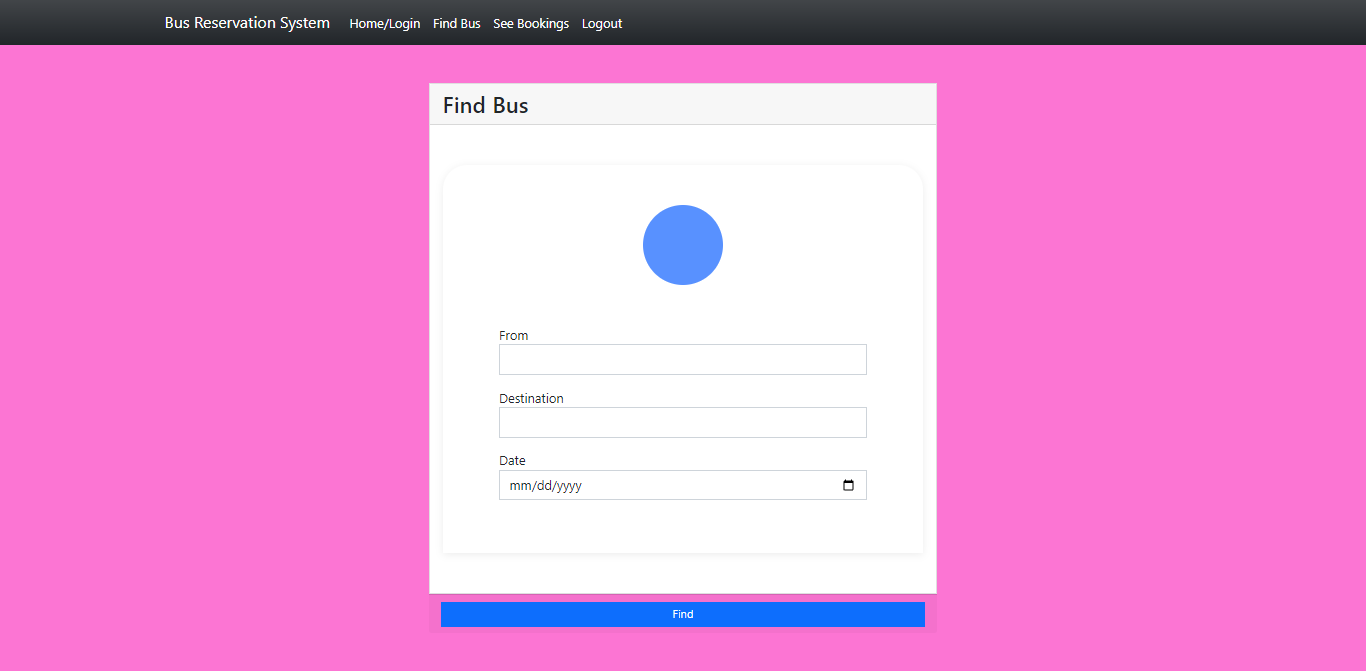 Bus Reservation System Home/Login Find Bus See Bookings Logout
Find Bus
From
Destination
Date
mm/dd/yyyy
Find